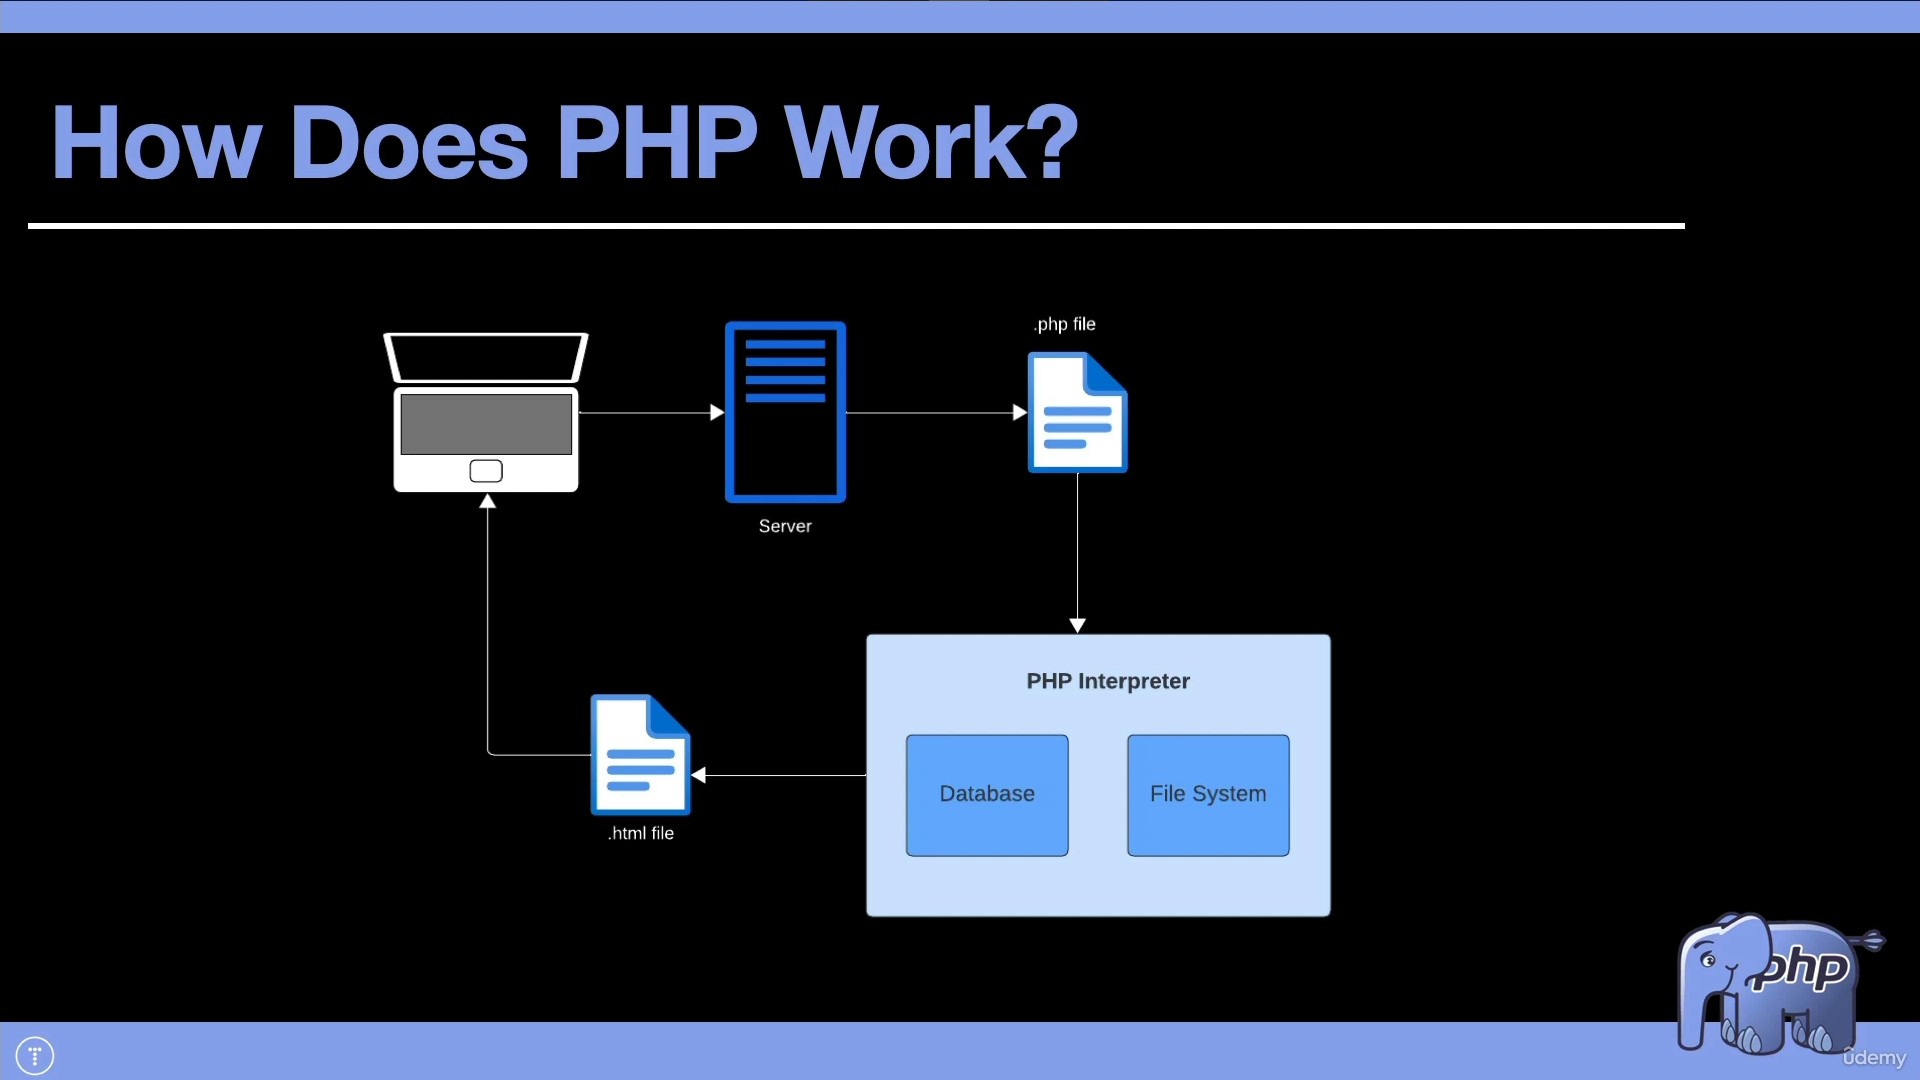 How Does PHP Work?
.php file
Server
PHP Interpreter
Database
File System
.html file
php
ûdemy